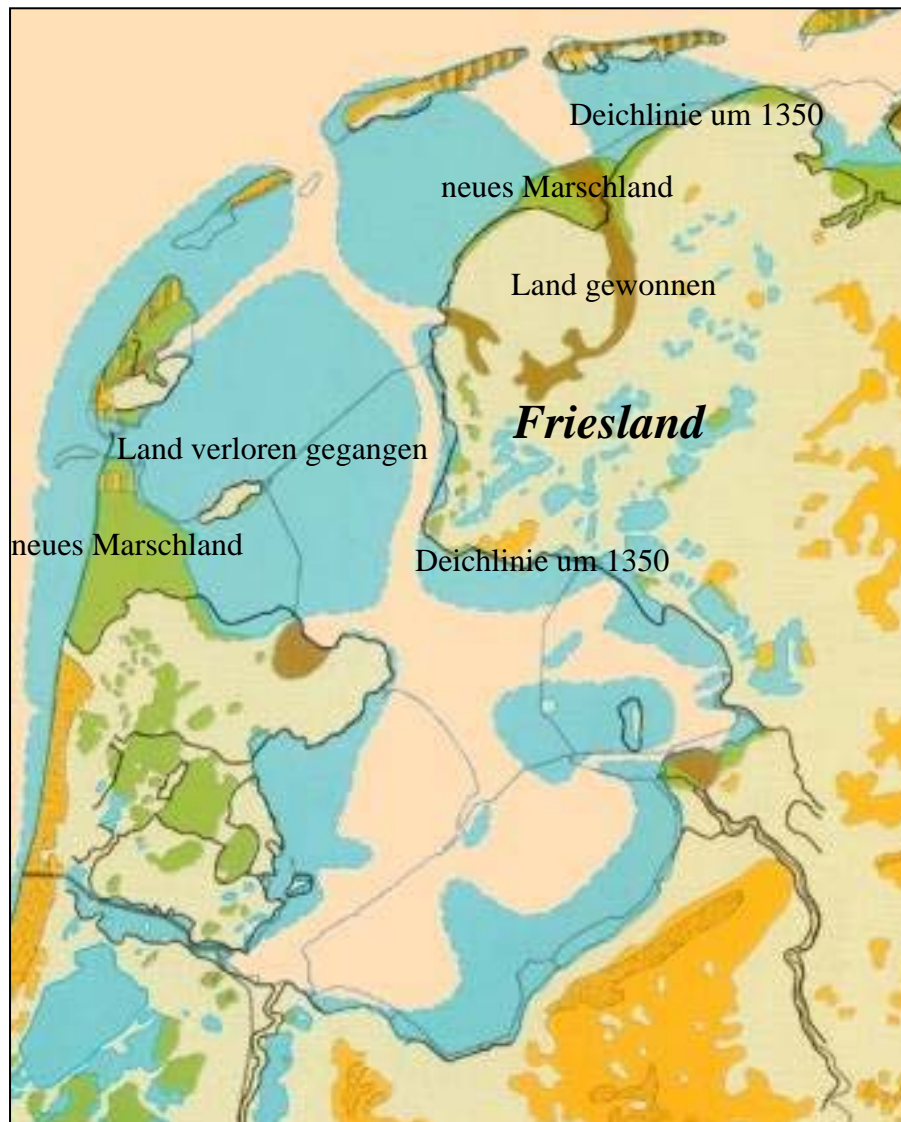 Deichlinie um 1350
neues Marschland
Land gewonnen
Friesland
Land verloren gegangen
neues Marschland
Deichlinie um 1350